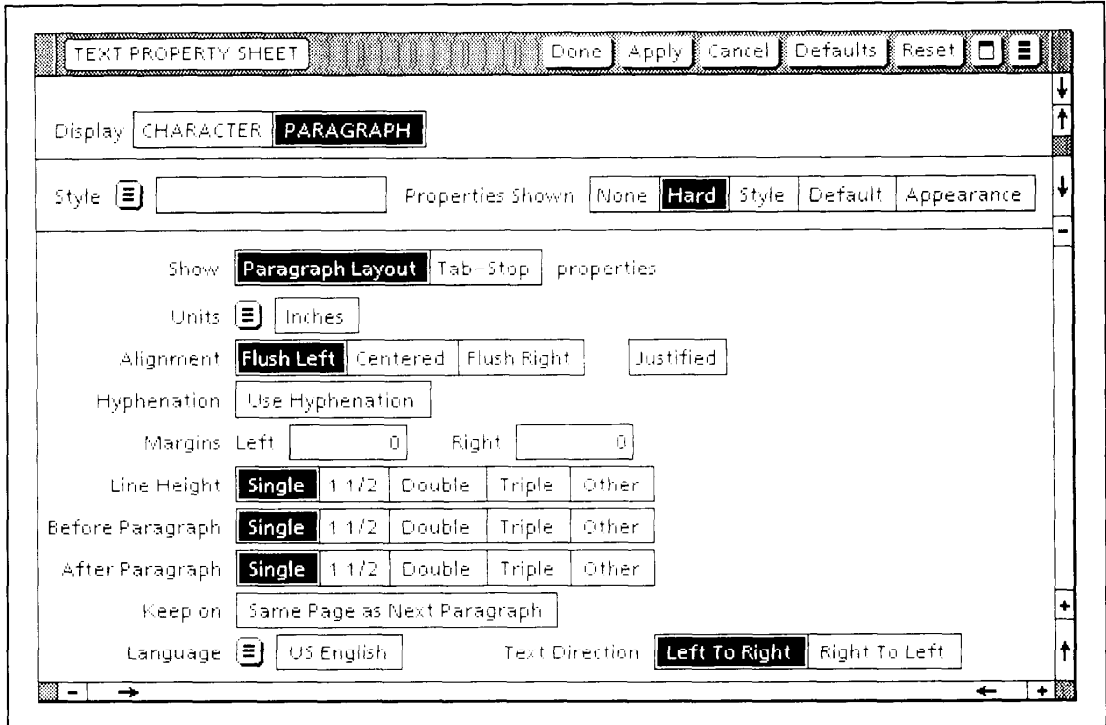 TEXT PROPERTY SHEET Done Apply Cancel Defaults Reset
Display CHARACTER PARAGRAPH
Style Properties Shown None Hard Style Default Appearance
Show Paragraph Layout Tab-Stop properties
Units Inches
Alignment Flush Left Centered Flush Right Justified
Hyphenation Use Hyphenation
Margins Left 0 Right 0
Line Height Single 1 1/2 Double Triple Other
Before Paragraph Single 1 1/2 Double Triple Other
After Paragraph Single 1 1/2 Double Triple Other
Keep on Same Page as Next Paragraph
Language US English Text Direction Left To Right Right To Left